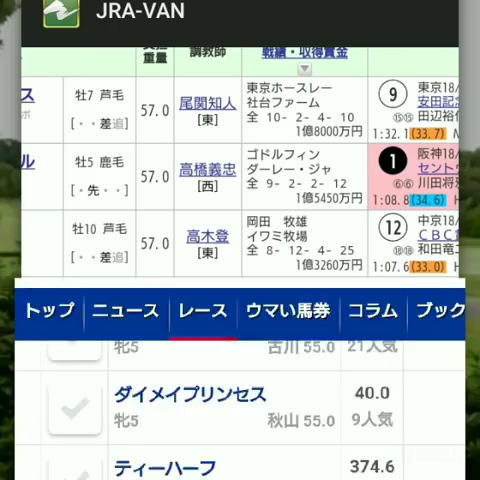 JRA-VAN
重量
調教師
戦績・収得賞金
ス
牡7 芦毛
[・・差追]
57.0
尾関知人
[東]
東京ホースレー
社台ファーム
全 10- 2- 4- 10
1億8000万円
9
東京18/
安田記念
⑮⑮ 田辺裕信
1:32.1 (33.7)
ル
牡5 鹿毛
[・先・・]
57.0
高橋義忠
[西]
ゴドルフィン
ダーレー・ジャ
全 9- 2- 2- 12
1億5450万円
1
阪神18/
セントウ
⑥⑥ 川田将雅
1:08.8 (34.6) H
牡10 芦毛
[・・差追]
57.0
高木登
[東]
岡田 牧雄
イワミ牧場
全 8- 12- 4- 25
1億3260万円
12
中京18/
CBC賞
⑱⑱ 和田竜二
1:07.6 (33.0) H
トップ
ニュース
レース
ウマい馬券
コラム
ブック
牝5
古川 55.0
21人気
ダイメイプリンセス
40.0
牝5
秋山 55.0
9人気
ティーハーフ
374.6